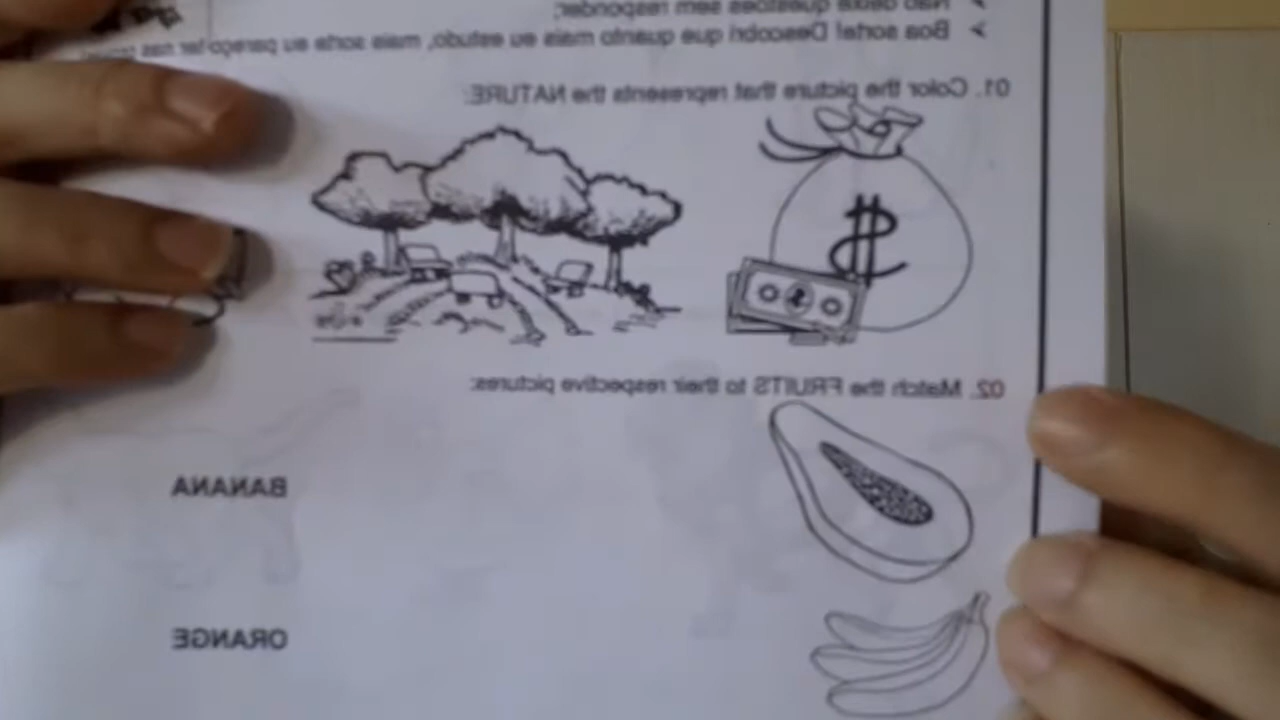 Não deixe questões sem responder;
Boa sorte! Descobri que quanto mais eu estudo, mais sorte eu pareço ter nas
01. Color the picture that represents the NATURE:
$
02. Match the FRUITS to their respective pictures:
BANANA
ORANGE